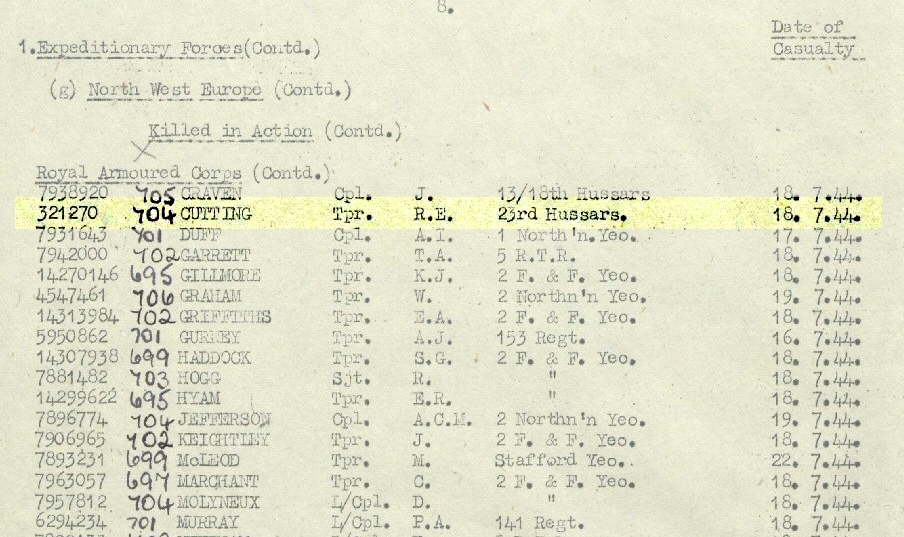 8.
Date of
1.Expeditionary Forces(Contd.) Casualty
(g) North West Europe (Contd.)
Killed in Action (Contd.)
Royal Armoured Corps (Contd.)
7938920 705 CRAVEN Cpl. J. 13/18th Hussars 18. 7.44.
321270 704 CUTTING Tpr. R.E. 23rd Hussars. 18. 7.44.
7931643 701 DUFF Cpl. A.I. 1 North'n.Yeo. 17. 7.44.
7942000 702 GARRETT Tpr. T.A. 5 R.T.R. 18. 7.44.
14270146 695 GILLMORE Tpr. K.J. 2 F. & F. Yeo. 18. 7.44.
4547461 706 GRAHAM Tpr. W. 2 Northn'n Yeo. 19. 7.44.
14313984 702 GRIFFITHS Tpr. E.A. 2 F. & F. Yeo. 18. 7.44.
5950862 701 GURNEY Tpr. A.J. 153 Regt. 16. 7.44.
14307938 699 HADDOCK Tpr. S.G. 2 F. & F. Yeo. 18. 7.44.
7881482 703 HOGG Sjt. R. " 18. 7.44.
14299622 695 HYAM Tpr. E.R. " 18. 7.44.
7896774 704 JEFFERSON Cpl. A.C.M. 2 Northn'n Yeo. 19. 7.44.
7906965 702 KEIGHTLEY Tpr. J. 2 F. & F. Yeo. 18. 7.44.
7893231 699 McLEOD Tpr. M. Stafford Yeo. 22. 7.44.
7963057 697 MARCHANT Tpr. C. 2 F. & F. Yeo. 18. 7.44.
7957812 704 MOLYNEUX L/Cpl. D. " 18. 7.44.
6294234 701 MURRAY L/Cpl. P.A. 141 Regt. 18. 7.44.